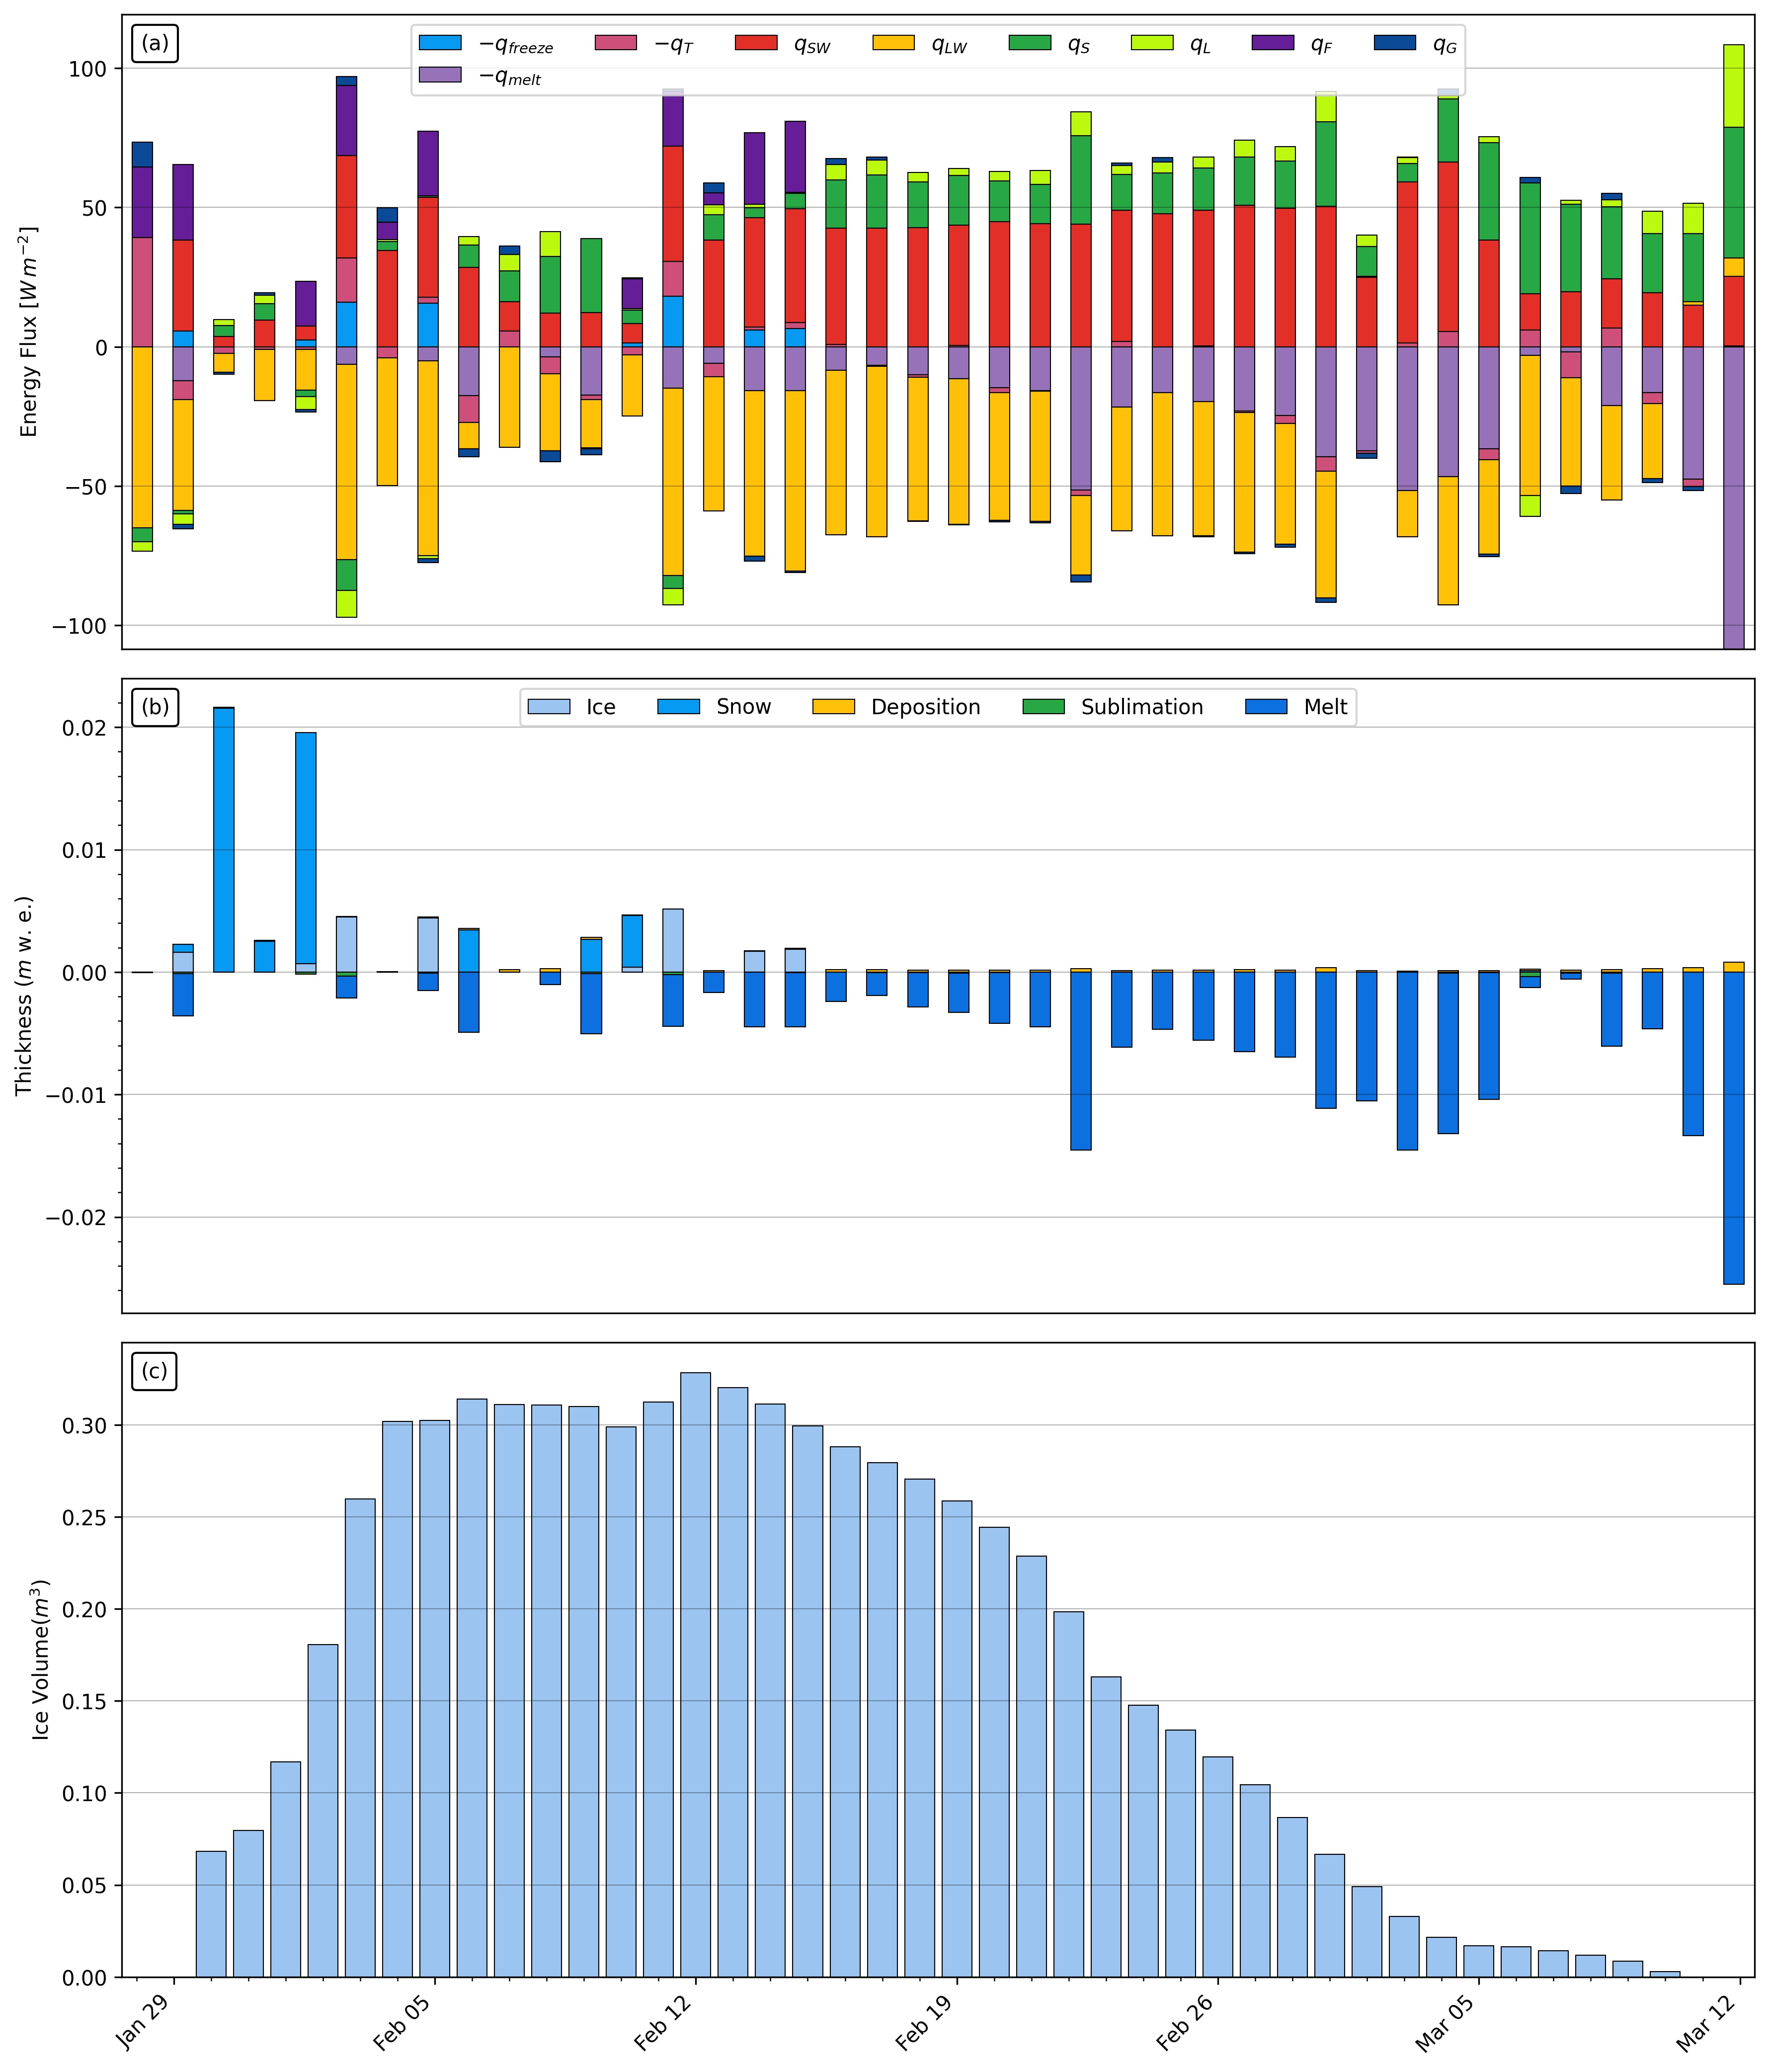 (a)
−q_freeze −q_T q_SW q_LW q_S q_L q_F q_G
−q_melt
100
50
0
−50
−100
Energy Flux [W m⁻²]
(b)
Ice Snow Deposition Sublimation Melt
0.02
0.01
0.00
−0.01
−0.02
Thickness (m w. e.)
(c)
0.30
0.25
0.20
0.15
0.10
0.05
0.00
Ice Volume(m³)
Jan 29 Feb 05 Feb 12 Feb 19 Feb 26 Mar 05 Mar 12